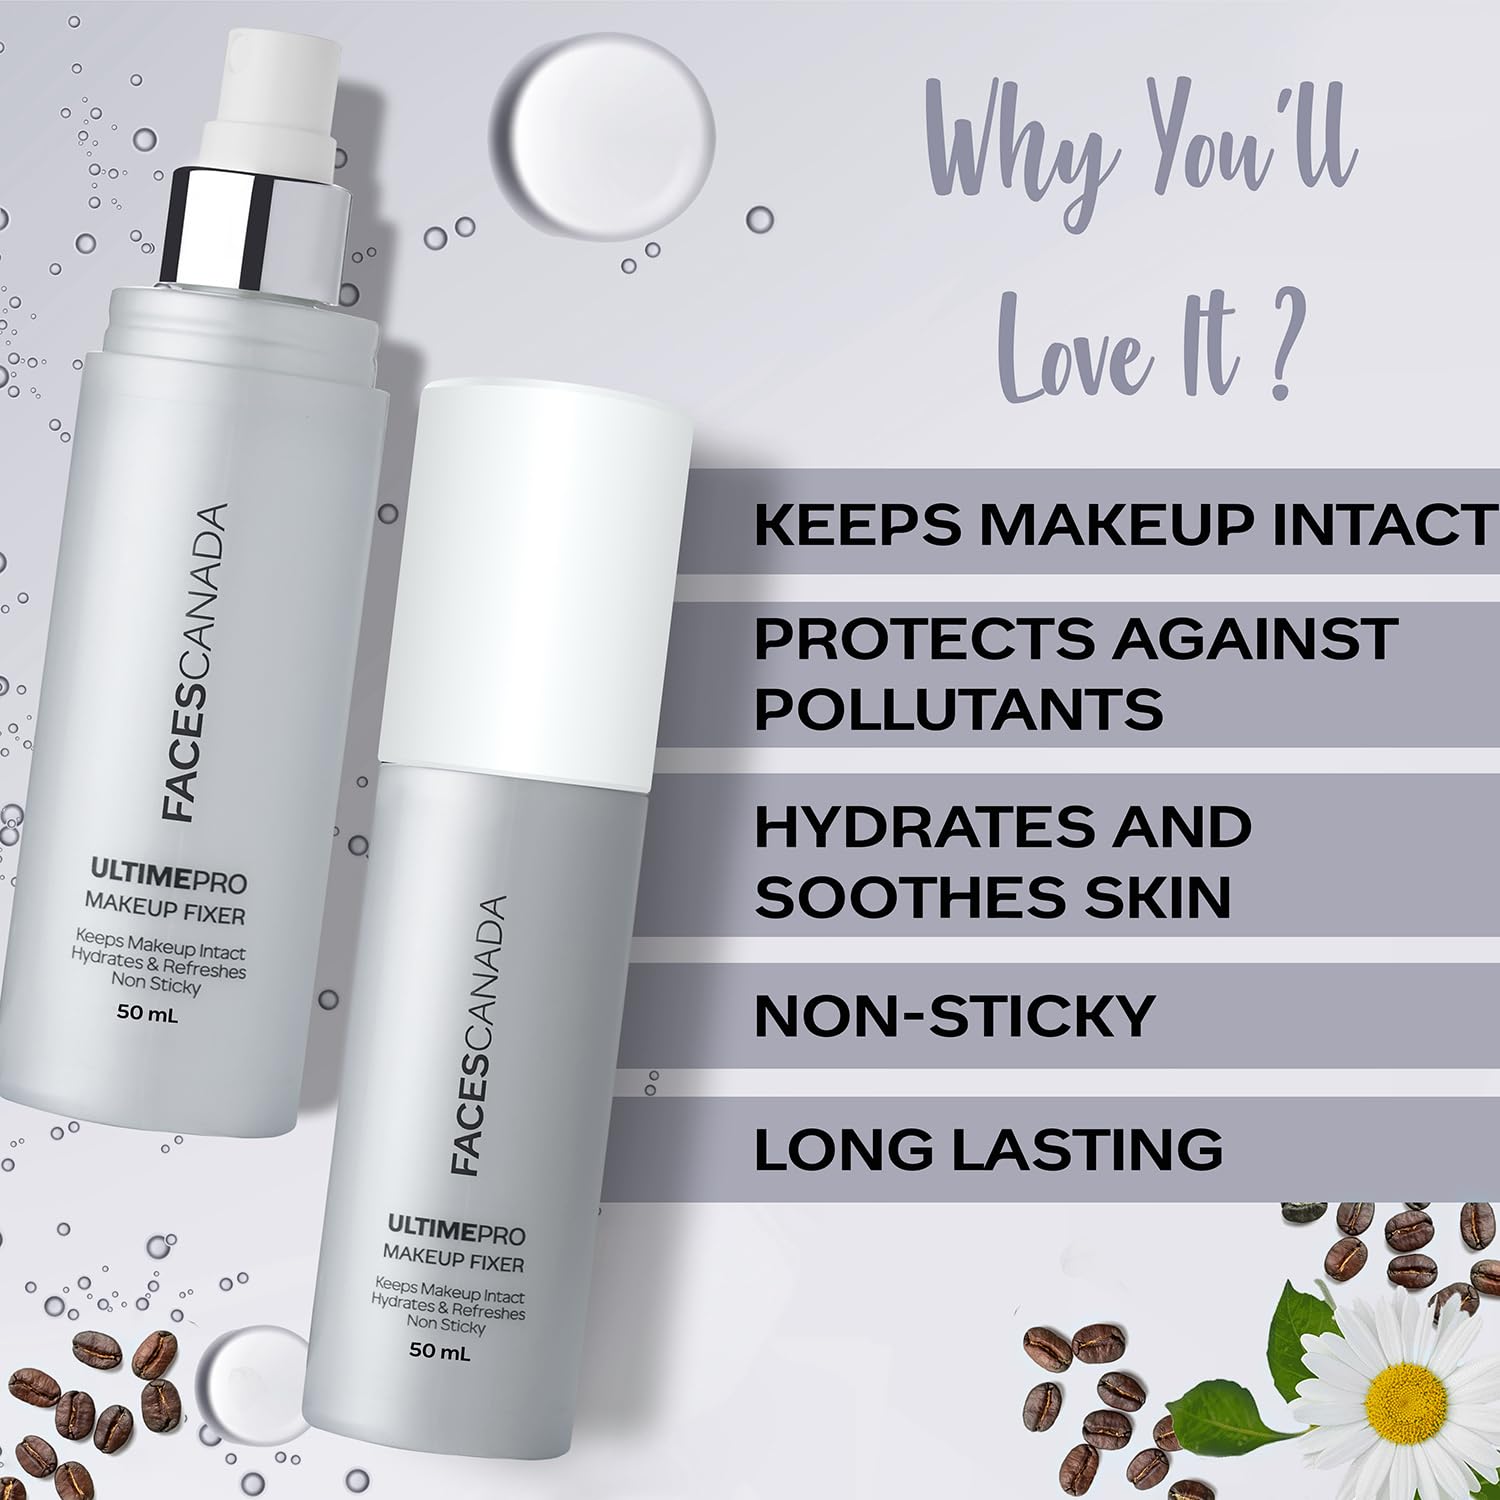 Why You'll
Love It ?
KEEPS MAKEUP INTACT
PROTECTS AGAINST
POLLUTANTS
HYDRATES AND
SOOTHES SKIN
NON-STICKY
LONG LASTING
FACESCANADA
ULTIMEPRO
MAKEUP FIXER
Keeps Makeup Intact
Hydrates & Refreshes
Non Sticky
50 mL
FACESCANADA
ULTIMEPRO
MAKEUP FIXER
Keeps Makeup Intact
Hydrates & Refreshes
Non Sticky
50 mL